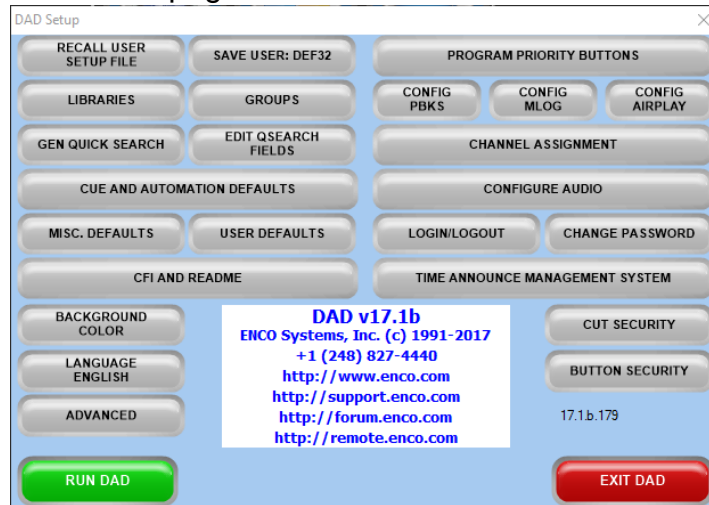 DAD Setup
RECALL USER
SETUP FILE
SAVE USER: DEF32
PROGRAM PRIORITY BUTTONS
LIBRARIES
GROUPS
CONFIG
PBKS
CONFIG
MLOG
CONFIG
AIRPLAY
GEN QUICK SEARCH
EDIT QSEARCH
FIELDS
CHANNEL ASSIGNMENT
CUE AND AUTOMATION DEFAULTS
CONFIGURE AUDIO
MISC. DEFAULTS
USER DEFAULTS
LOGIN/LOGOUT
CHANGE PASSWORD
CFI AND README
TIME ANNOUNCE MANAGEMENT SYSTEM
BACKGROUND
COLOR
LANGUAGE
ENGLISH
ADVANCED
DAD v17.1b
ENCO Systems, Inc. (c) 1991-2017
+1 (248) 827-4440
http://www.enco.com
http://support.enco.com
http://forum.enco.com
http://remote.enco.com
CUT SECURITY
BUTTON SECURITY
17.1.b.179
RUN DAD
EXIT DAD